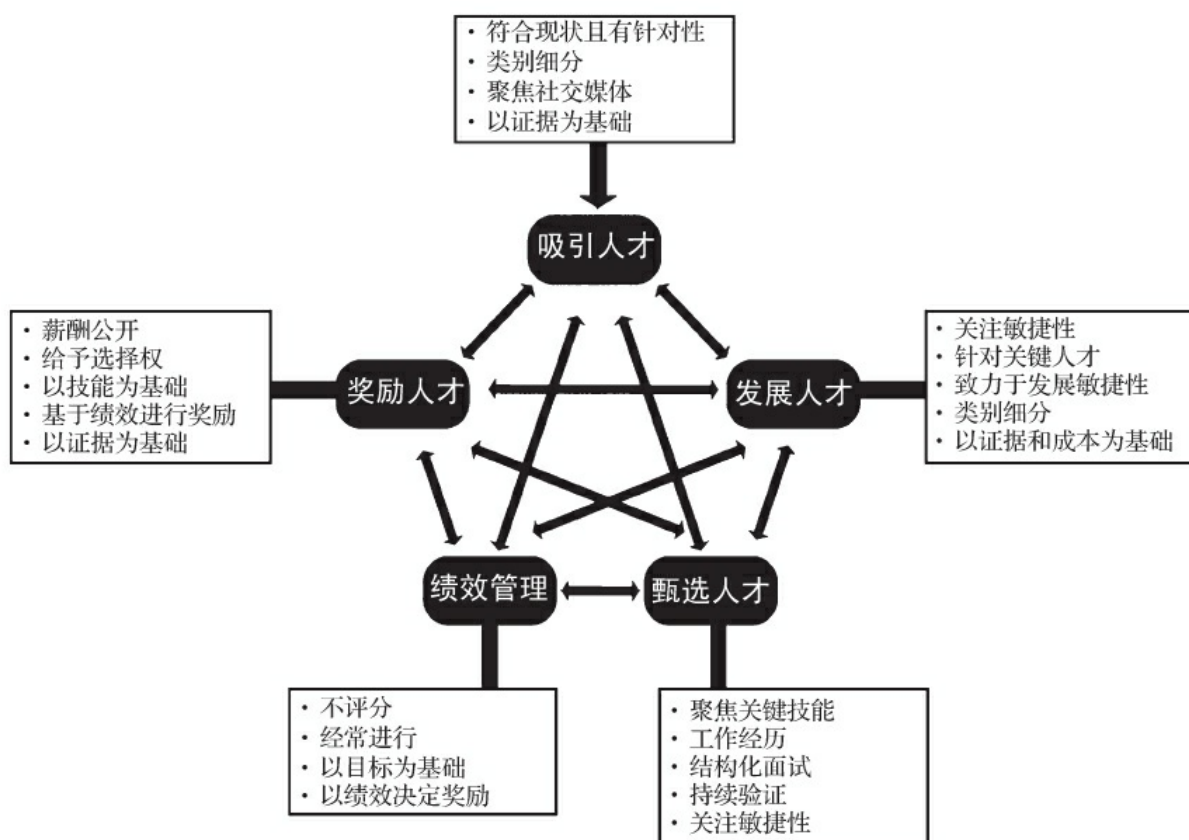 · 符合现状且有针对性
· 类别细分
· 聚焦社交媒体
· 以证据为基础
吸引人才
· 薪酬公开
· 给予选择权
· 以技能为基础
· 基于绩效进行奖励
· 以证据为基础
奖励人才
发展人才
· 关注敏捷性
· 针对关键人才
· 致力于发展敏捷性
· 类别细分
· 以证据和成本为基础
绩效管理
甄选人才
· 不评分
· 经常进行
· 以目标为基础
· 以绩效决定奖励
· 聚焦关键技能
· 工作经历
· 结构化面试
· 持续验证
· 关注敏捷性